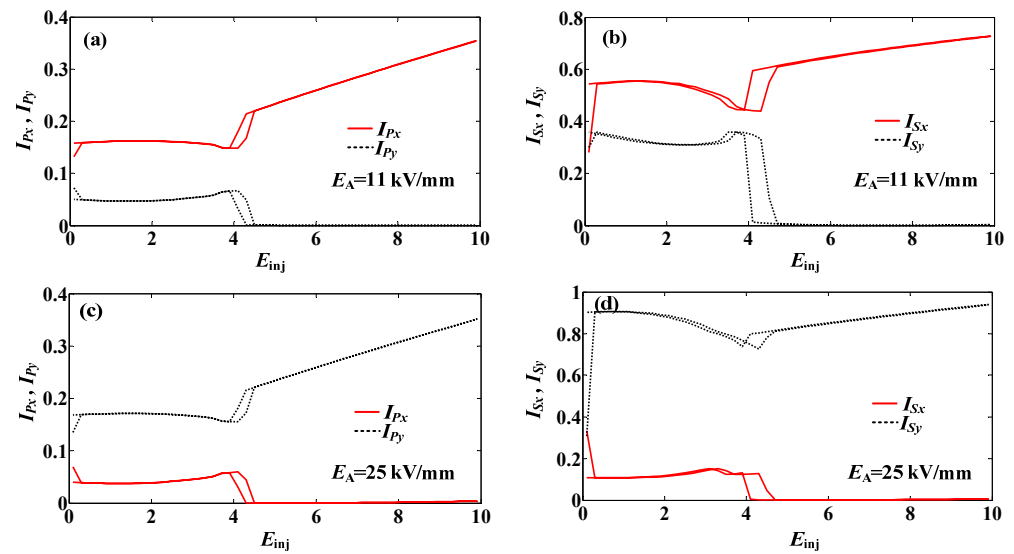 (a)
0.4
0.3
0.2
0.1
0
I_Px , I_Py
I_Px
I_Py
E_A=11 kV/mm
0 2 4 6 8 10
E_inj
(b)
0.8
0.6
0.4
0.2
0
I_Sx , I_Sy
I_Sx
I_Sy
E_A=11 kV/mm
0 2 4 6 8 10
E_inj
(c)
0.4
0.3
0.2
0.1
0
I_Px , I_Py
I_Px
I_Py
E_A=25 kV/mm
0 2 4 6 8 10
E_inj
(d)
1
0.8
0.6
0.4
0.2
0
I_Sx , I_Sy
I_Sx
I_Sy
E_A=25 kV/mm
0 2 4 6 8 10
E_inj